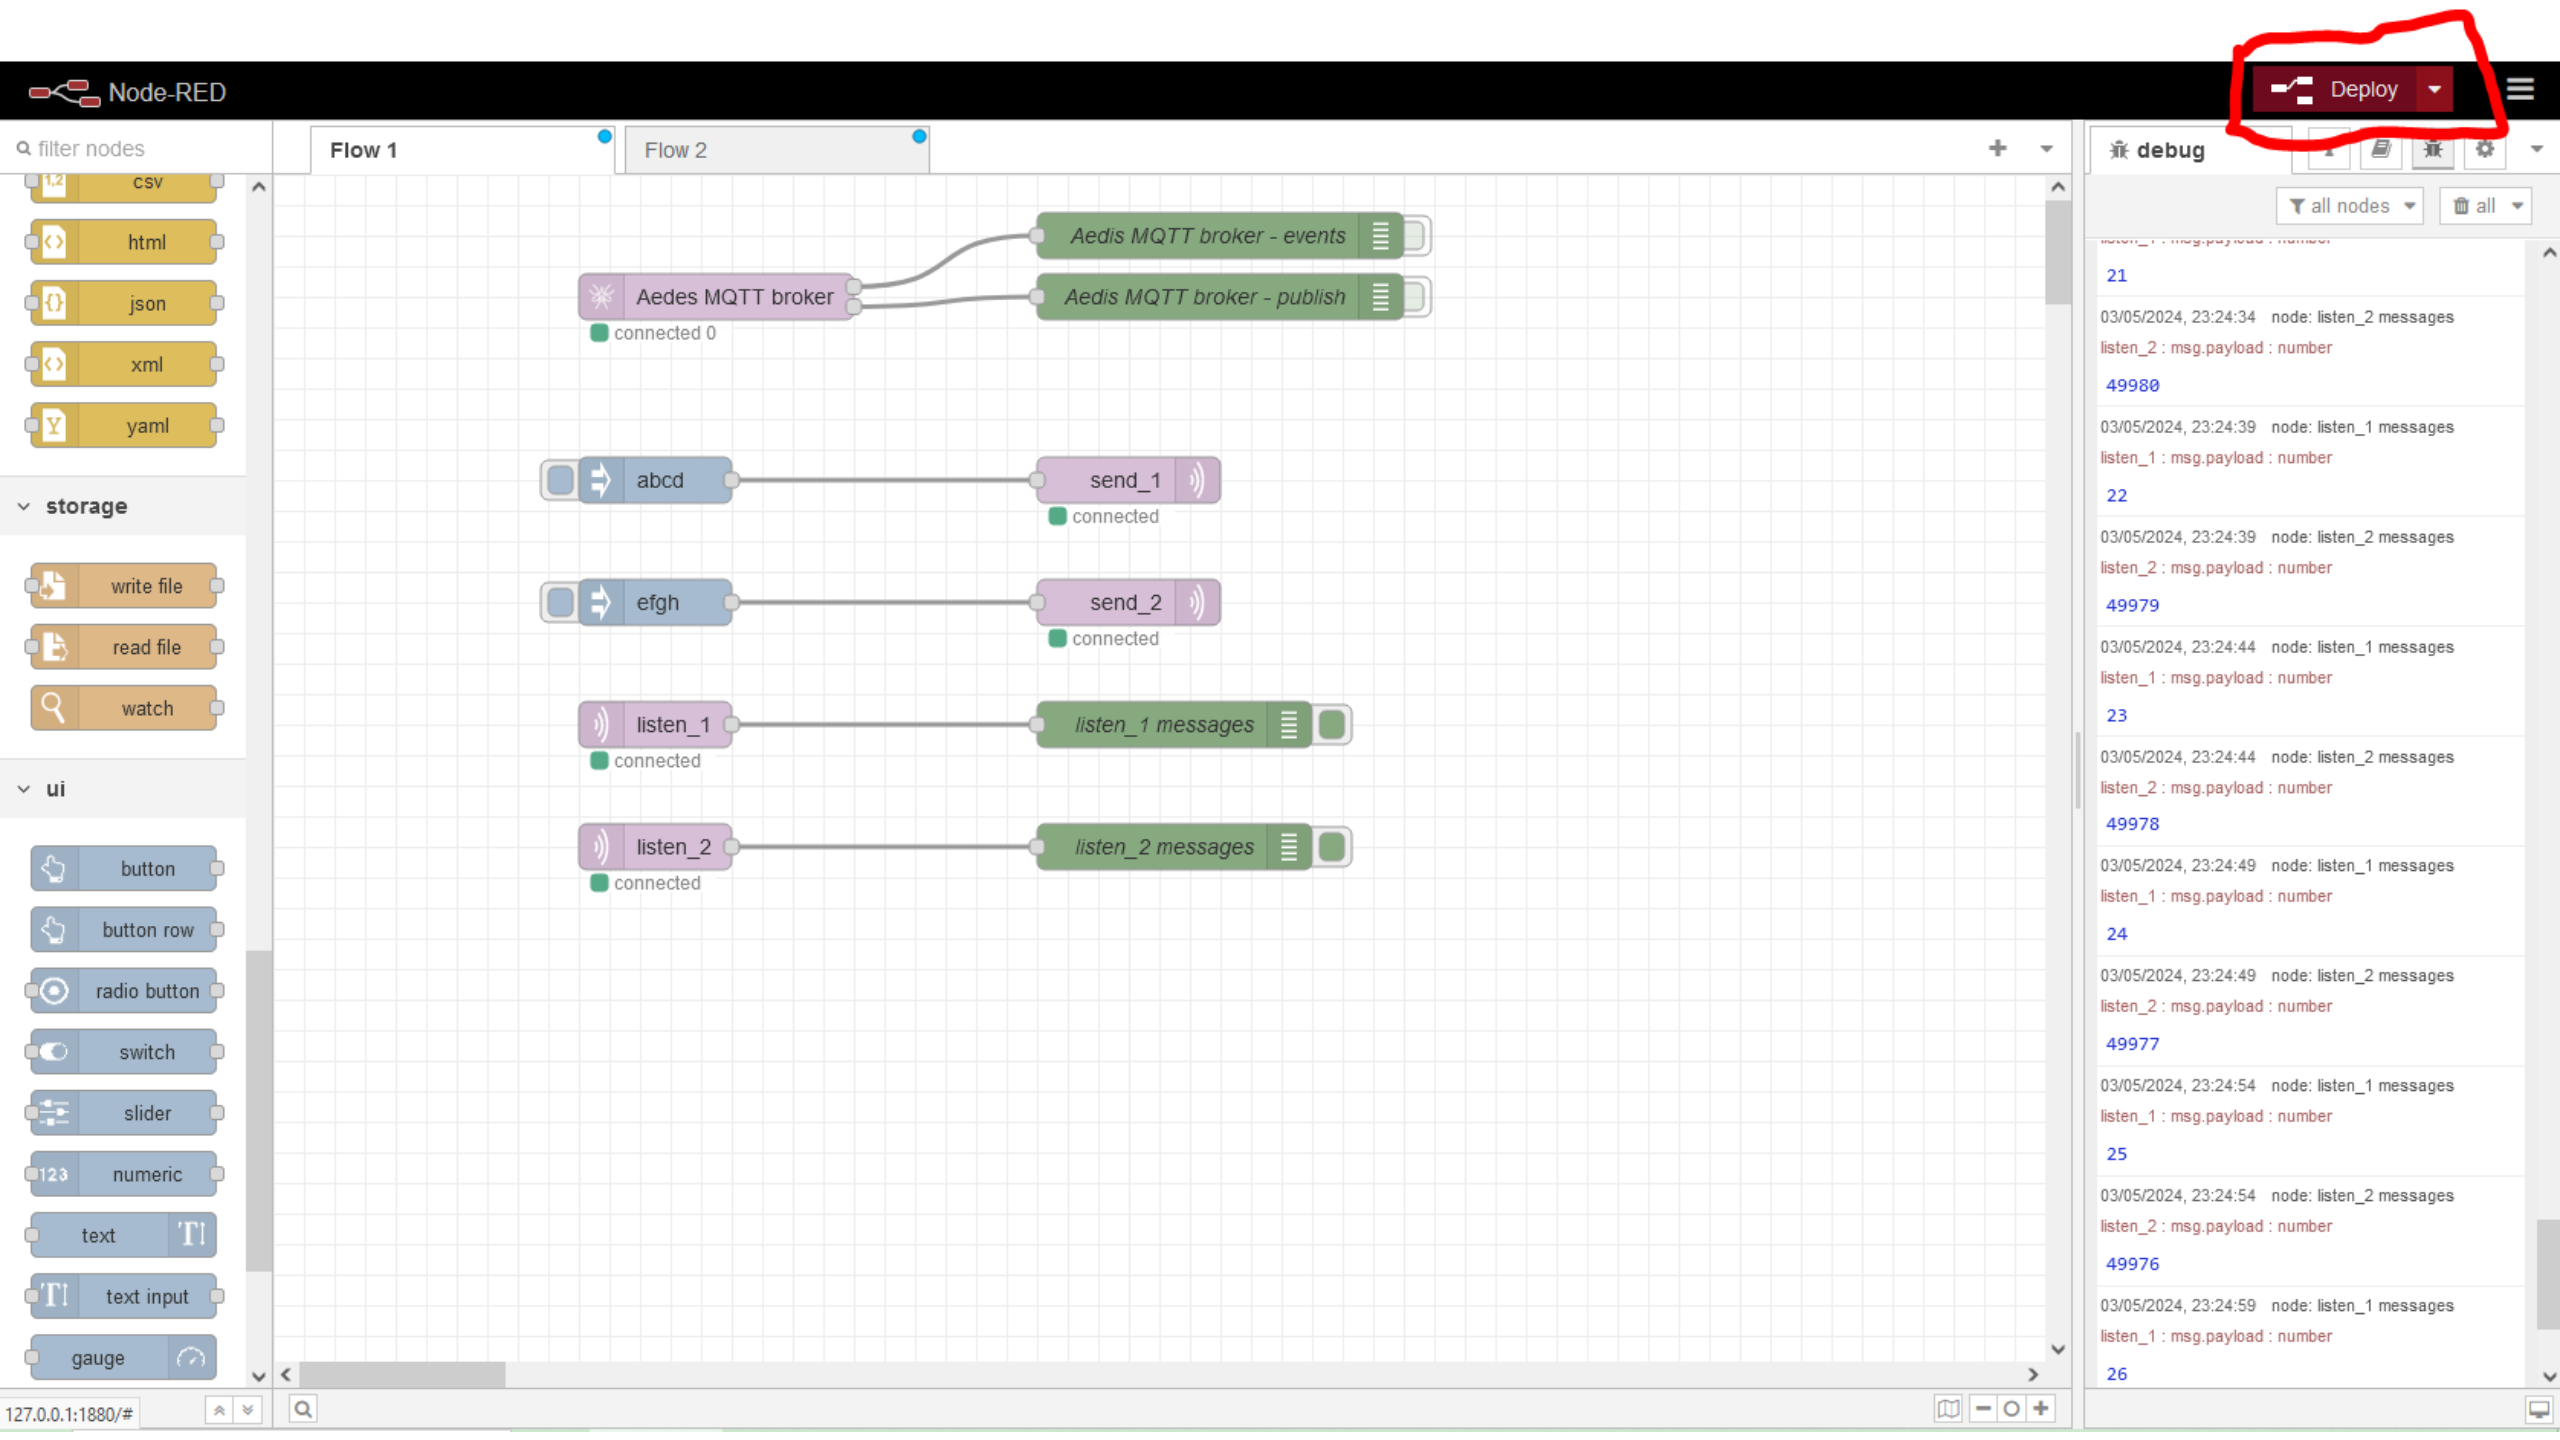 Node-RED
Deploy
filter nodes
Flow 1
Flow 2
debug
all nodes
all
csv
html
json
xml
yaml
storage
write file
read file
watch
ui
button
button row
radio button
switch
slider
123 numeric
text
text input
gauge
127.0.0.1:1880/#
Aedes MQTT broker
connected 0
Aedis MQTT broker - events
Aedis MQTT broker - publish
abcd
send_1
connected
efgh
send_2
connected
listen_1
connected
listen_1 messages
listen_2
connected
listen_2 messages
listen_1 : msg.payload : number
21
03/05/2024, 23:24:34 node: listen_2 messages
listen_2 : msg.payload : number
49980
03/05/2024, 23:24:39 node: listen_1 messages
listen_1 : msg.payload : number
22
03/05/2024, 23:24:39 node: listen_2 messages
listen_2 : msg.payload : number
49979
03/05/2024, 23:24:44 node: listen_1 messages
listen_1 : msg.payload : number
23
03/05/2024, 23:24:44 node: listen_2 messages
listen_2 : msg.payload : number
49978
03/05/2024, 23:24:49 node: listen_1 messages
listen_1 : msg.payload : number
24
03/05/2024, 23:24:49 node: listen_2 messages
listen_2 : msg.payload : number
49977
03/05/2024, 23:24:54 node: listen_1 messages
listen_1 : msg.payload : number
25
03/05/2024, 23:24:54 node: listen_2 messages
listen_2 : msg.payload : number
49976
03/05/2024, 23:24:59 node: listen_1 messages
listen_1 : msg.payload : number
26